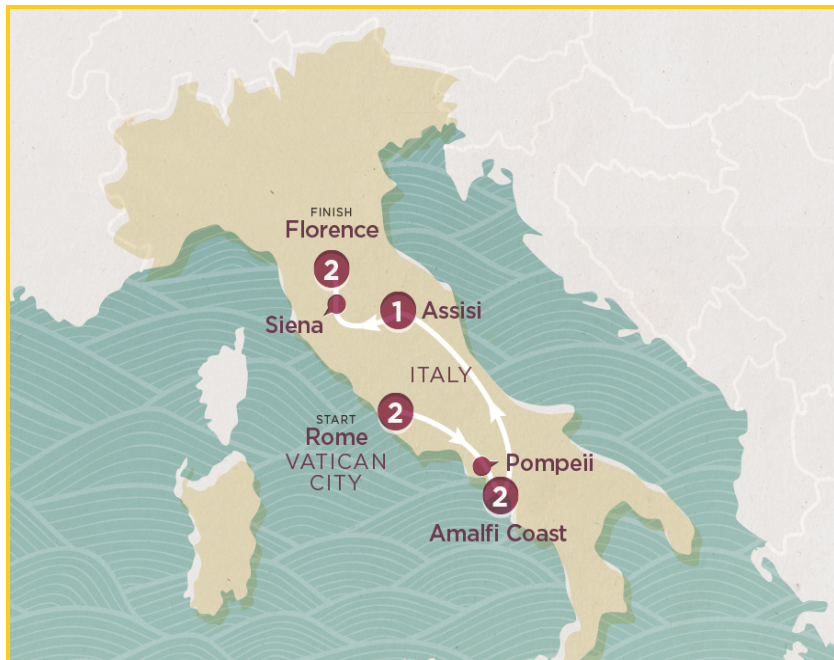 FINISH
Florence
2
Siena
1
Assisi
ITALY
2
START
Rome
VATICAN
CITY
Pompeii
2
Amalfi Coast